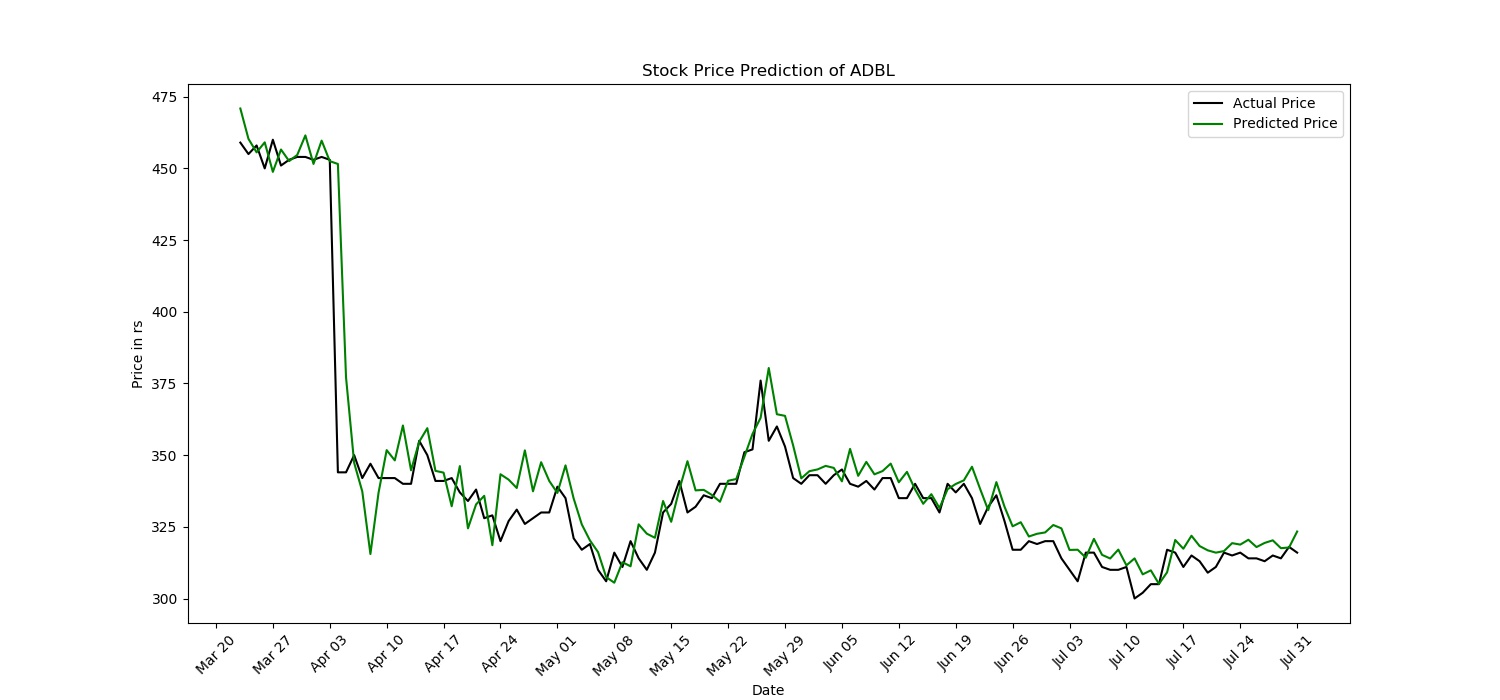 Stock Price Prediction of ADBL
Actual Price
Predicted Price
475
450
425
400
375
350
325
300
Price in rs
Mar 20
Mar 27
Apr 03
Apr 10
Apr 17
Apr 24
May 01
May 08
May 15
May 22
May 29
Jun 05
Jun 12
Jun 19
Jun 26
Jul 03
Jul 10
Jul 17
Jul 24
Jul 31
Date